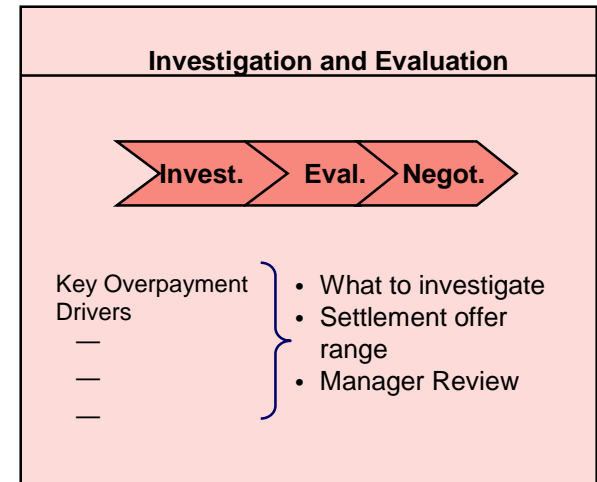 Investigation and Evaluation
Invest. Eval. Negot.
Key Overpayment
Drivers
—
—
—
• What to investigate
• Settlement offer
range
• Manager Review